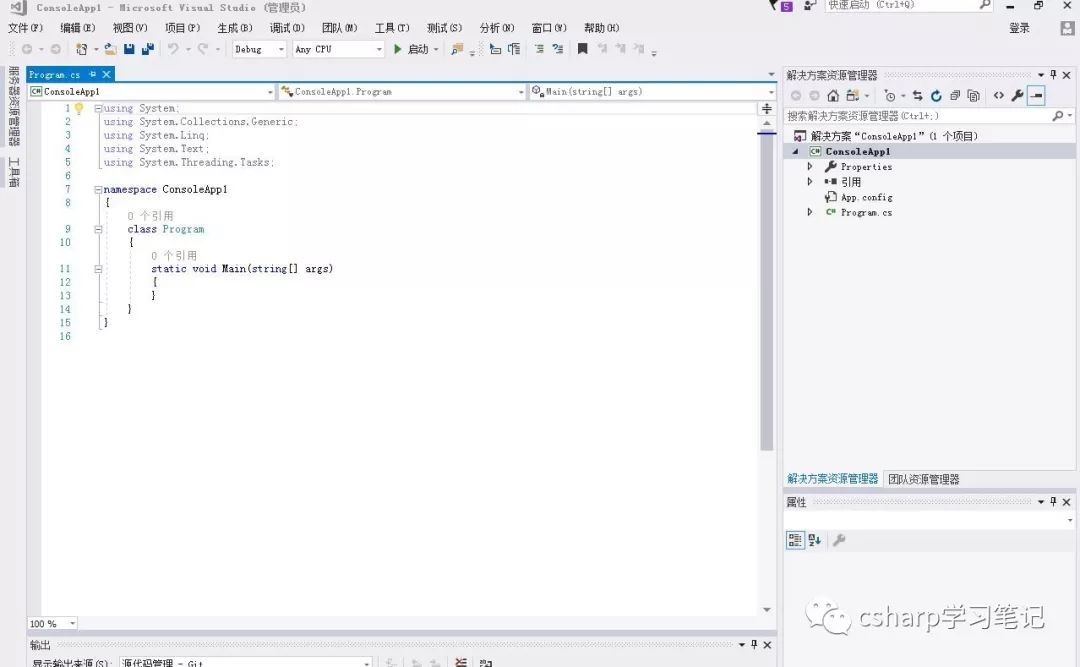 ConsoleApp1 - Microsoft Visual Studio (管理员)
5
快速启动 (Ctrl+Q)
文件(F) 编辑(E) 视图(V) 项目(P) 生成(B) 调试(D) 团队(M) 工具(T) 测试(S) 分析(N) 窗口(W) 帮助(H)
登录
Debug Any CPU 启动
服务器资源管理器
工具箱
Program.cs
ConsoleApp1 ConsoleApp1.Program Main(string[] args)
1 using System;
2 using System.Collections.Generic;
3 using System.Linq;
4 using System.Text;
5 using System.Threading.Tasks;
6
7 namespace ConsoleApp1
8 {
0 个引用
9 class Program
10 {
0 个引用
11 static void Main(string[] args)
12 {
13 }
14 }
15 }
16
100 %
输出
显示输出来源(S): 源代码管理 - Git
解决方案资源管理器
搜索解决方案资源管理器(Ctrl+;)
解决方案“ConsoleApp1”(1 个项目)
C# ConsoleApp1
Properties
引用
App.config
C# Program.cs
解决方案资源管理器 团队资源管理器
属性
csharp学习笔记